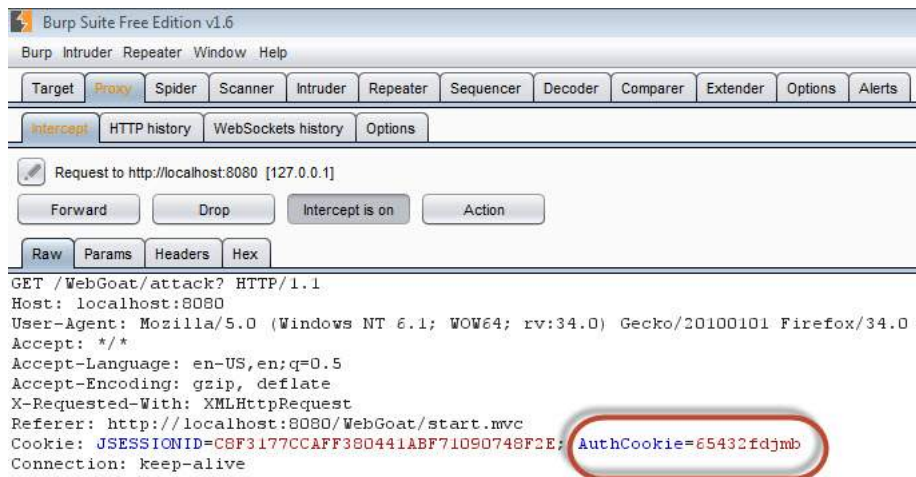 Burp Suite Free Edition v1.6
Burp Intruder Repeater Window Help
Target Proxy Spider Scanner Intruder Repeater Sequencer Decoder Comparer Extender Options Alerts
Intercept HTTP history WebSockets history Options
Request to http://localhost:8080 [127.0.0.1]
Forward Drop Intercept is on Action
Raw Params Headers Hex
GET /WebGoat/attack? HTTP/1.1
Host: localhost:8080
User-Agent: Mozilla/5.0 (Windows NT 6.1; WOW64; rv:34.0) Gecko/20100101 Firefox/34.0
Accept: */*
Accept-Language: en-US,en;q=0.5
Accept-Encoding: gzip, deflate
X-Requested-With: XMLHttpRequest
Referer: http://localhost:8080/WebGoat/start.mvc
Cookie: JSESSIONID=C8F3177CCAFF380441ABF71090748F2E; AuthCookie=65432fdjmb
Connection: keep-alive